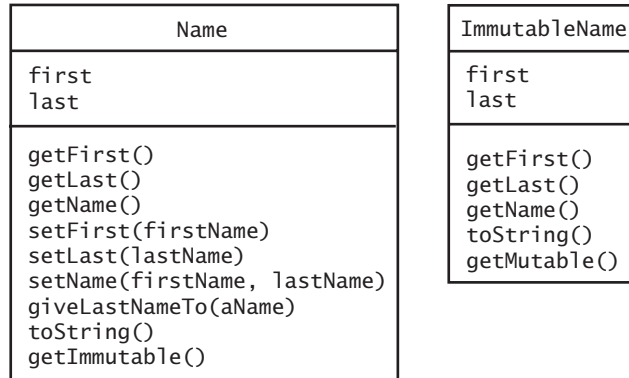 Name
first
last
getFirst()
getLast()
getName()
setFirst(firstName)
setLast(lastName)
setName(firstName, lastName)
giveLastNameTo(aName)
toString()
getImmutable()
ImmutableName
first
last
getFirst()
getLast()
getName()
toString()
getMutable()